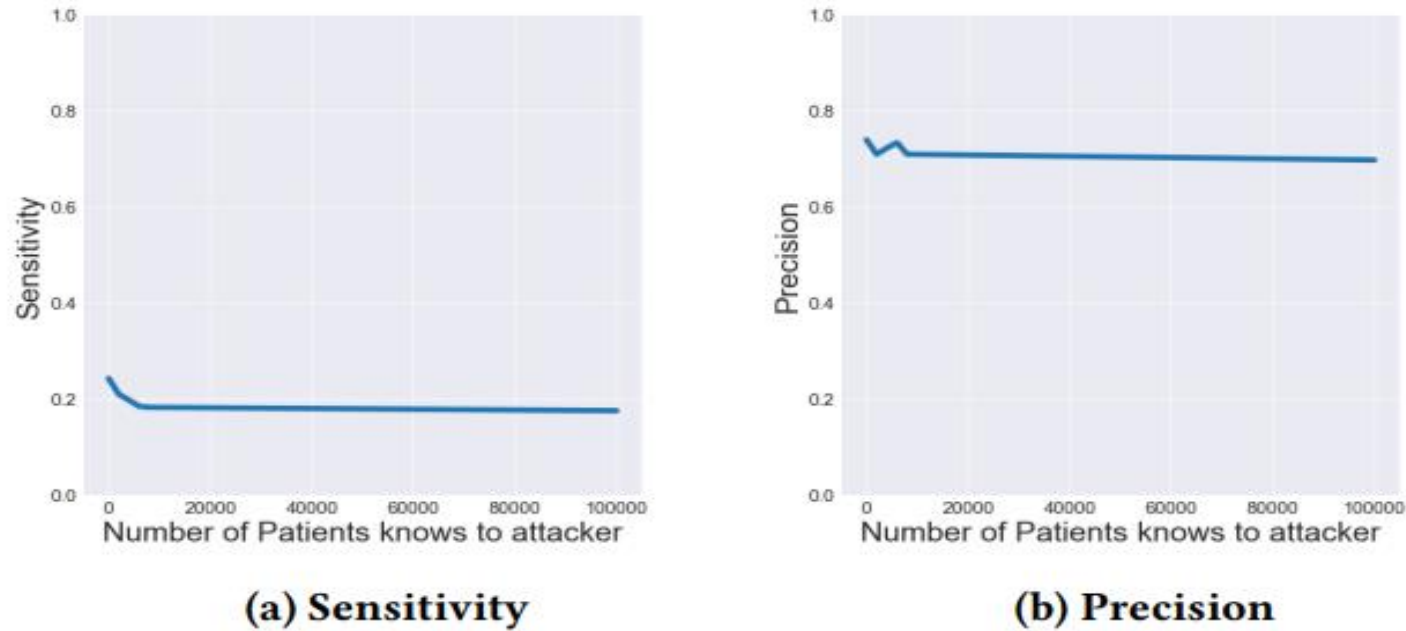 1.0
0.8
0.6
0.4
0.2
0.0
Sensitivity
0 20000 40000 60000 80000 100000
Number of Patients knows to attacker
(a) Sensitivity
1.0
0.8
0.6
0.4
0.2
0.0
Precision
0 20000 40000 60000 80000 100000
Number of Patients knows to attacker
(b) Precision